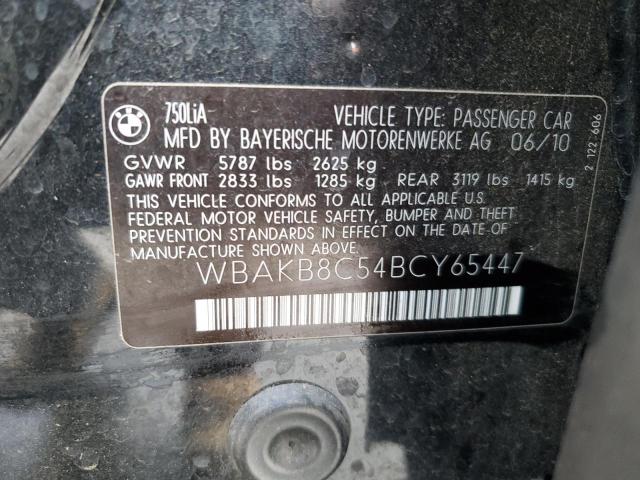 BMW
750LiA
VEHICLE TYPE: PASSENGER CAR
MFD BY BAYERISCHE MOTORENWERKE AG 06/10
GVWR 5787 lbs 2625 kg
GAWR FRONT 2833 lbs 1285 kg REAR 3119 lbs 1415 kg
THIS VEHICLE CONFORMS TO ALL APPLICABLE U.S.
FEDERAL MOTOR VEHICLE SAFETY, BUMPER AND THEFT
PREVENTION STANDARDS IN EFFECT ON THE DATE OF
MANUFACTURE SHOWN ABOVE.
WBAKB8C54BCY65447
2 122 606